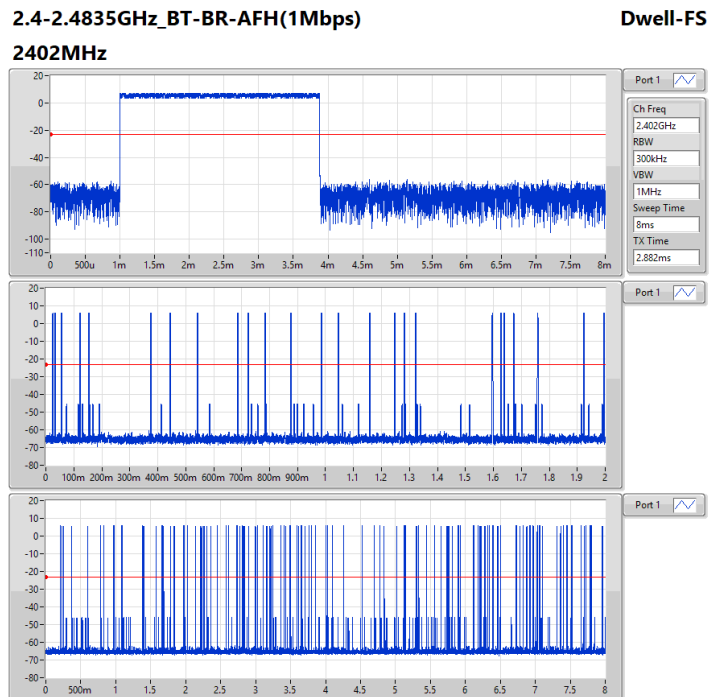 2.4-2.4835GHz_BT-BR-AFH(1Mbps) Dwell-FS
2402MHz
20
0
-20
-40
-60
-80
-100
-110
0 500u 1m 1.5m 2m 2.5m 3m 3.5m 4m 4.5m 5m 5.5m 6m 6.5m 7m 7.5m 8m
Port 1
Ch Freq
2.402GHz
RBW
300kHz
VBW
1MHz
Sweep Time
8ms
TX Time
2.882ms
20
10
0
-10
-20
-30
-40
-50
-60
-70
-80
0 100m 200m 300m 400m 500m 600m 700m 800m 900m 1 1.1 1.2 1.3 1.4 1.5 1.6 1.7 1.8 1.9 2
Port 1
20
10
0
-10
-20
-30
-40
-50
-60
-70
-80
0 500m 1 1.5 2 2.5 3 3.5 4 4.5 5 5.5 6 6.5 7 7.5 8
Port 1